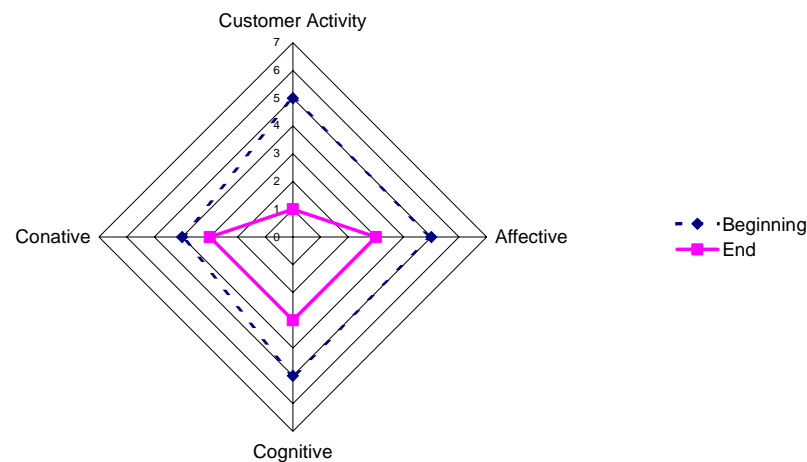 Customer Activity
7
6
5
4
3
2
1
0
Conative
Affective
Cognitive
Beginning
End